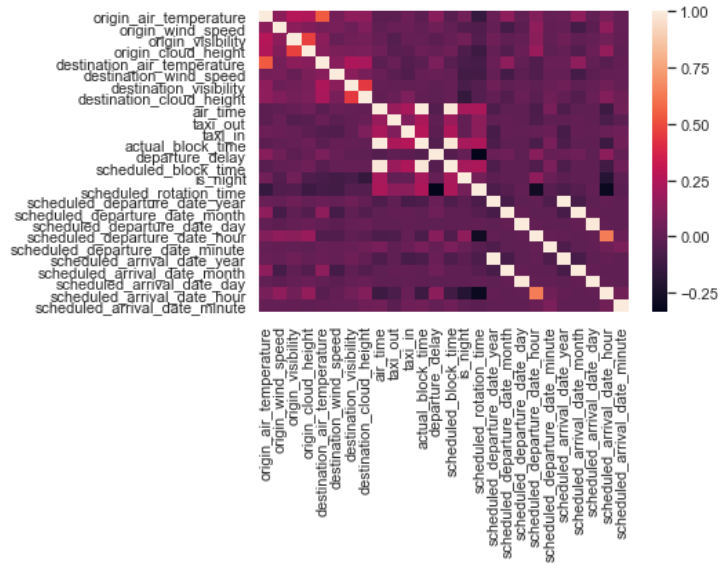 origin_air_temperature
origin_wind_speed
origin_visibility
origin_cloud_height
destination_air_temperature
destination_wind_speed
destination_visibility
destination_cloud_height
air_time
taxi_out
taxi_in
actual_block_time
departure_delay
scheduled_block_time
is_night
scheduled_rotation_time
scheduled_departure_date_year
scheduled_departure_date_month
scheduled_departure_date_day
scheduled_departure_date_hour
scheduled_departure_date_minute
scheduled_arrival_date_year
scheduled_arrival_date_month
scheduled_arrival_date_day
scheduled_arrival_date_hour
scheduled_arrival_date_minute
1.00
0.75
0.50
0.25
0.00
−0.25
origin_air_temperature
origin_wind_speed
origin_visibility
origin_cloud_height
destination_air_temperature
destination_wind_speed
destination_visibility
destination_cloud_height
air_time
taxi_out
taxi_in
actual_block_time
departure_delay
scheduled_block_time
is_night
scheduled_rotation_time
scheduled_departure_date_year
scheduled_departure_date_month
scheduled_departure_date_day
scheduled_departure_date_hour
scheduled_departure_date_minute
scheduled_arrival_date_year
scheduled_arrival_date_month
scheduled_arrival_date_day
scheduled_arrival_date_hour
scheduled_arrival_date_minute